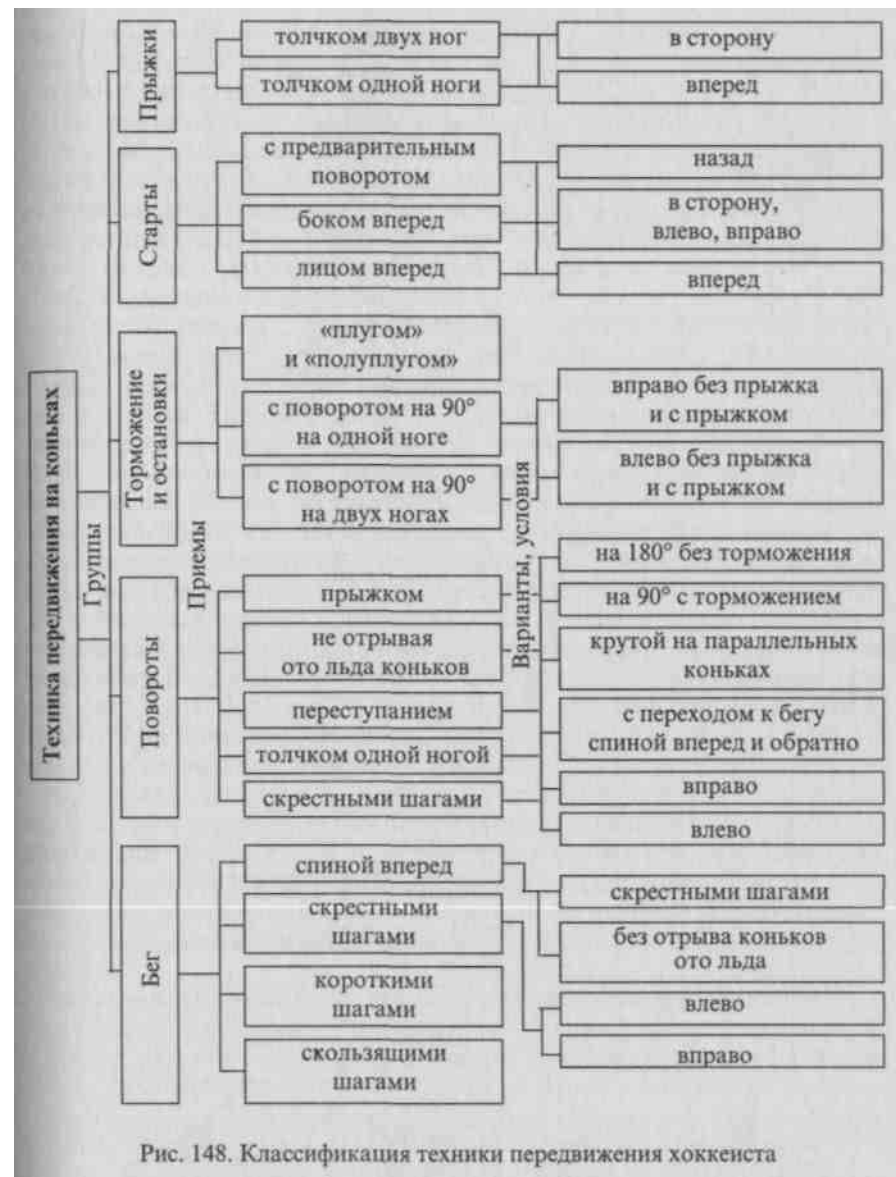 Техника передвижения на коньках
Группы
Приемы
Варианты, условия
Прыжки
толчком двух ног
толчком одной ноги
в сторону
вперед
Старты
с предварительным
поворотом
боком вперед
лицом вперед
назад
в сторону,
влево, вправо
вперед
Торможение
и остановки
«плугом»
и «полуплугом»
с поворотом на 90°
на одной ноге
с поворотом на 90°
на двух ногах
вправо без прыжка
и с прыжком
влево без прыжка
и с прыжком
Повороты
прыжком
не отрывая
ото льда коньков
переступанием
толчком одной ногой
скрестными шагами
на 180° без торможения
на 90° с торможением
крутой на параллельных
коньках
с переходом к бегу
спиной вперед и обратно
вправо
влево
Бег
спиной вперед
скрестными
шагами
короткими
шагами
скользящими
шагами
скрестными шагами
без отрыва коньков
ото льда
влево
вправо
Рис. 148. Классификация техники передвижения хоккеиста